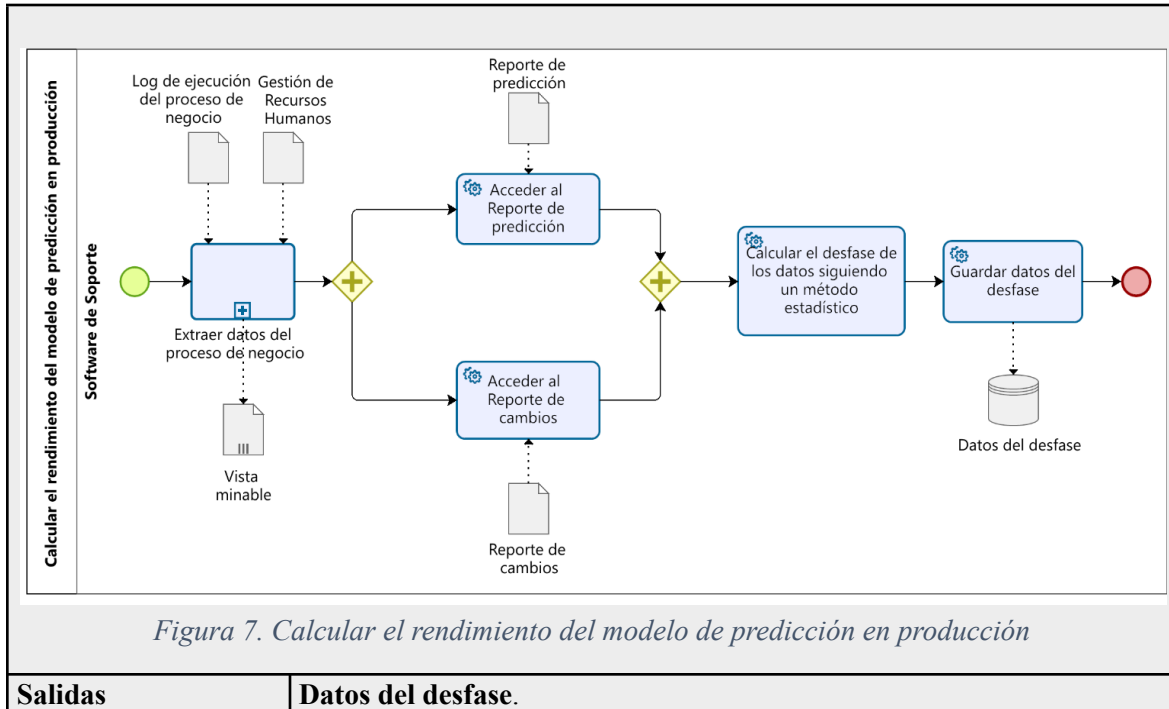 Calcular el rendimiento del modelo de predicción en producción
Software de Soporte
Log de ejecución
del proceso de
negocio
Gestión de
Recursos
Humanos
Extraer datos del
proceso de negocio
Vista
minable
Reporte de
predicción
Acceder al
Reporte de
predicción
Acceder al
Reporte de
cambios
Reporte de
cambios
Calcular el desfase de
los datos siguiendo
un método
estadístico
Guardar datos del
desfase
Datos del desfase
Figura 7. Calcular el rendimiento del modelo de predicción en producción
Salidas
Datos del desfase.